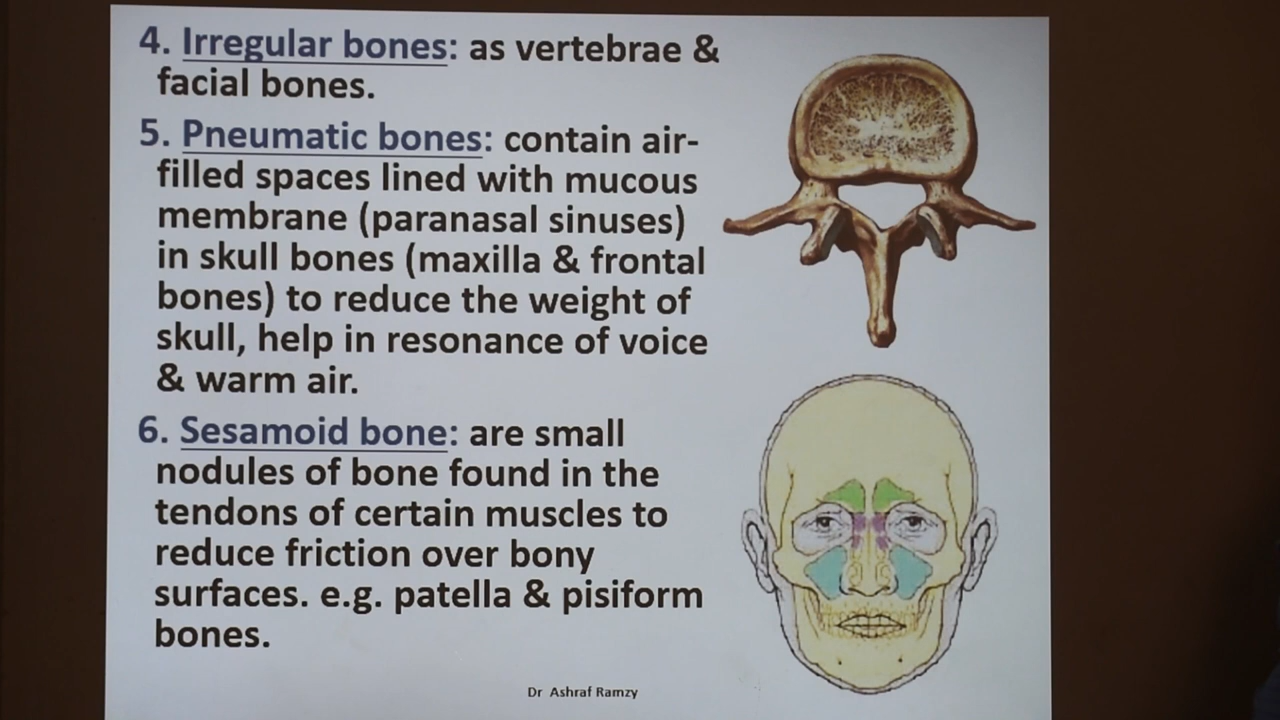 4. Irregular bones: as vertebrae &
facial bones.
5. Pneumatic bones: contain air-
filled spaces lined with mucous
membrane (paranasal sinuses)
in skull bones (maxilla & frontal
bones) to reduce the weight of
skull, help in resonance of voice
& warm air.
6. Sesamoid bone: are small
nodules of bone found in the
tendons of certain muscles to
reduce friction over bony
surfaces. e.g. patella & pisiform
bones.
Dr Ashraf Ramzy